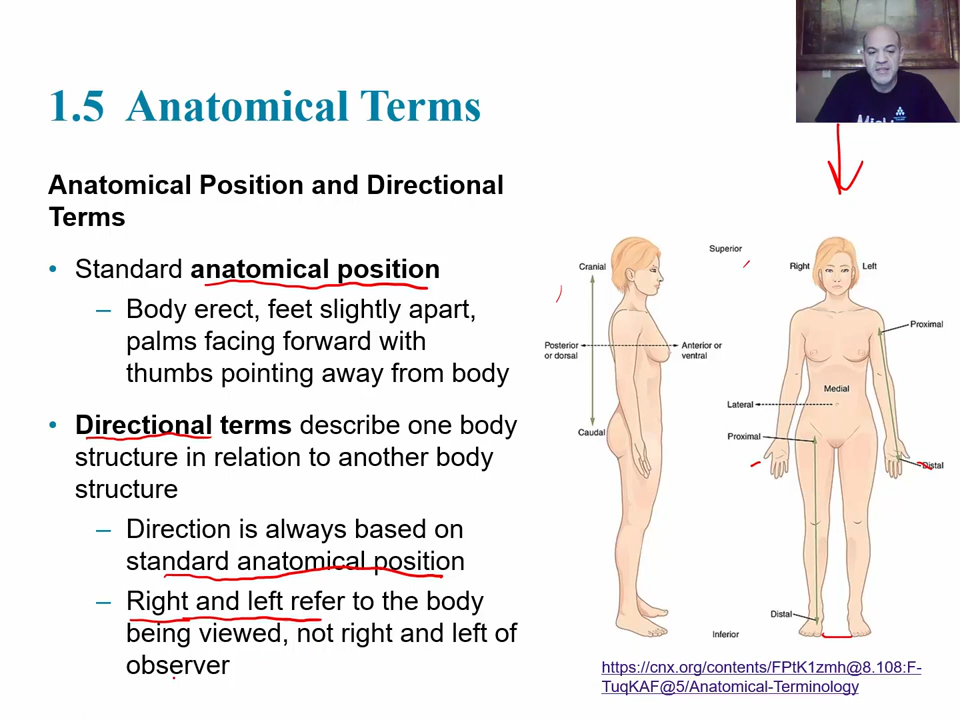 1.5 Anatomical Terms
Anatomical Position and Directional
Terms
• Standard anatomical position
– Body erect, feet slightly apart,
palms facing forward with
thumbs pointing away from body
• Directional terms describe one body
structure in relation to another body
structure
– Direction is always based on
standard anatomical position
– Right and left refer to the body
being viewed, not right and left of
observer
Superior
Cranial
Right
Left
Proximal
Posterior
or dorsal
Anterior or
ventral
Medial
Lateral
Caudal
Proximal
Distal
Distal
Inferior
https://cnx.org/contents/FPtK1zmh@8.108:F-
TuqKAF@5/Anatomical-Terminology